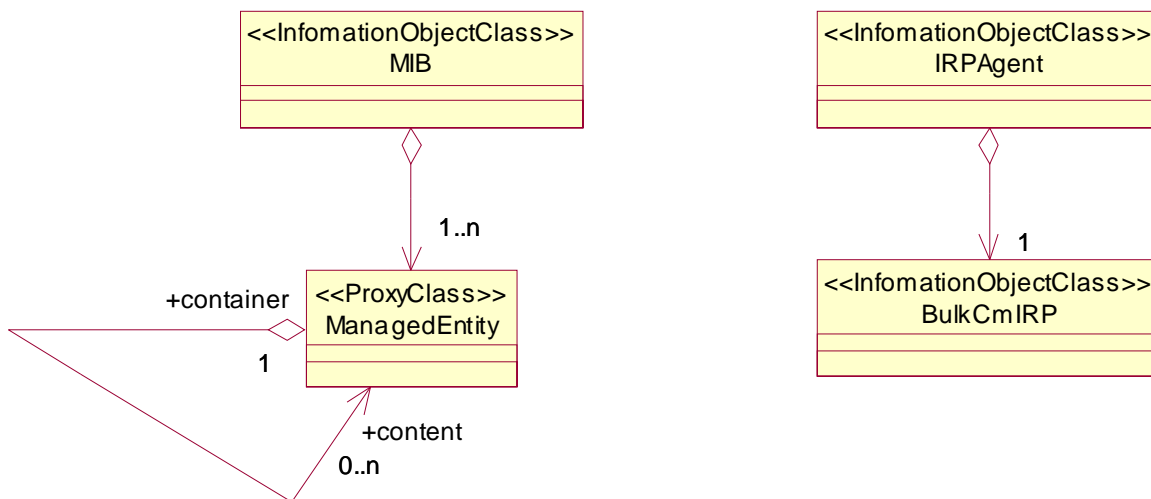 <<InfomationObjectClass>>
MIB
<<InfomationObjectClass>>
IRPAgent
1..n
1
+container
1
<<ProxyClass>>
ManagedEntity
<<InfomationObjectClass>>
BulkCmIRP
+content
0..n